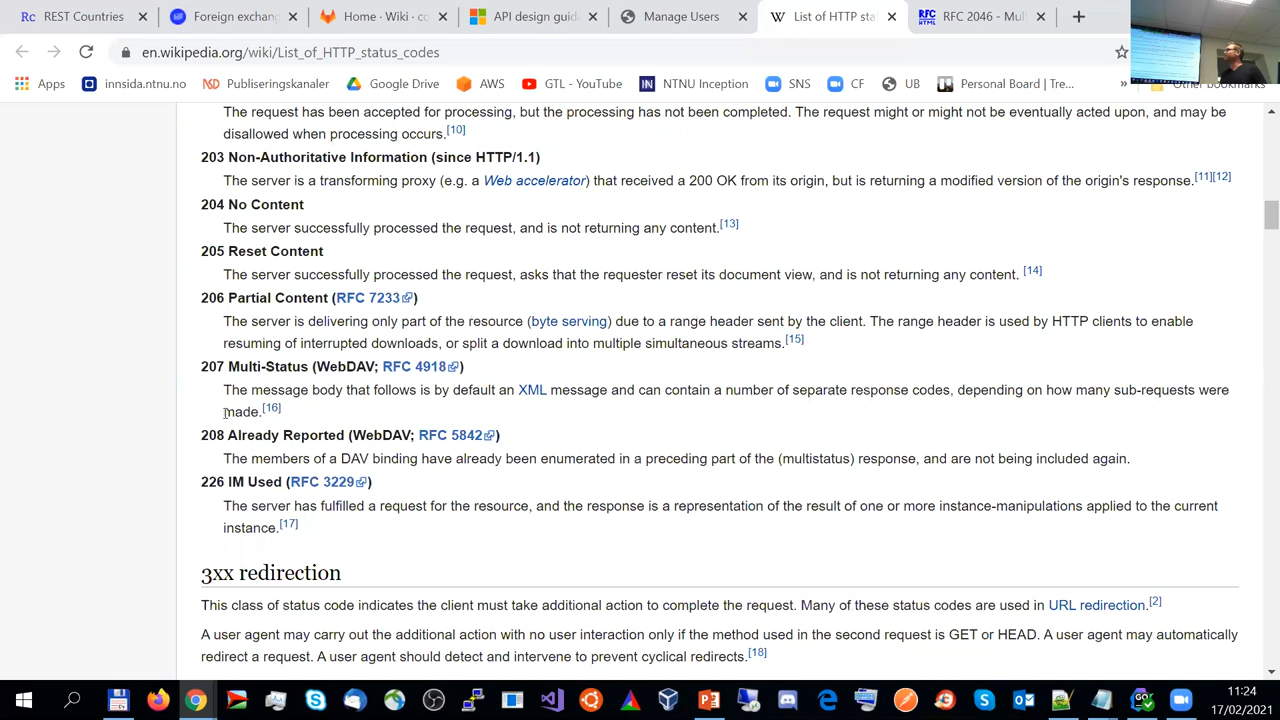 REST Countries
Foreign exchan
Home · Wiki · co
API design guid
Manage Users
List of HTTP sta
RFC 2046 - Mul
en.wikipedia.org/wiki/List_of_HTTP_status_codes
Apps
innsida.ntnu.no
Publiseringskanaler
Google Do
WS
GTL - YouTube
NTNU Inspera
SNS
CF
UB
Personal Board | Tre...
Other bookmarks
The request has been accepted for processing, but the processing has not been completed. The request might or might not be eventually acted upon, and may be
disallowed when processing occurs.[10]
203 Non-Authoritative Information (since HTTP/1.1)
The server is a transforming proxy (e.g. a Web accelerator) that received a 200 OK from its origin, but is returning a modified version of the origin's response.[11][12]
204 No Content
The server successfully processed the request, and is not returning any content.[13]
205 Reset Content
The server successfully processed the request, asks that the requester reset its document view, and is not returning any content. [14]
206 Partial Content (RFC 7233)
The server is delivering only part of the resource (byte serving) due to a range header sent by the client. The range header is used by HTTP clients to enable
resuming of interrupted downloads, or split a download into multiple simultaneous streams.[15]
207 Multi-Status (WebDAV; RFC 4918)
The message body that follows is by default an XML message and can contain a number of separate response codes, depending on how many sub-requests were
made.[16]
208 Already Reported (WebDAV; RFC 5842)
The members of a DAV binding have already been enumerated in a preceding part of the (multistatus) response, and are not being included again.
226 IM Used (RFC 3229)
The server has fulfilled a request for the resource, and the response is a representation of the result of one or more instance-manipulations applied to the current
instance.[17]
3xx redirection
This class of status code indicates the client must take additional action to complete the request. Many of these status codes are used in URL redirection.[2]
A user agent may carry out the additional action with no user interaction only if the method used in the second request is GET or HEAD. A user agent may automatically
redirect a request. A user agent should detect and intervene to prevent cyclical redirects.[18]
11:24
17/02/2021